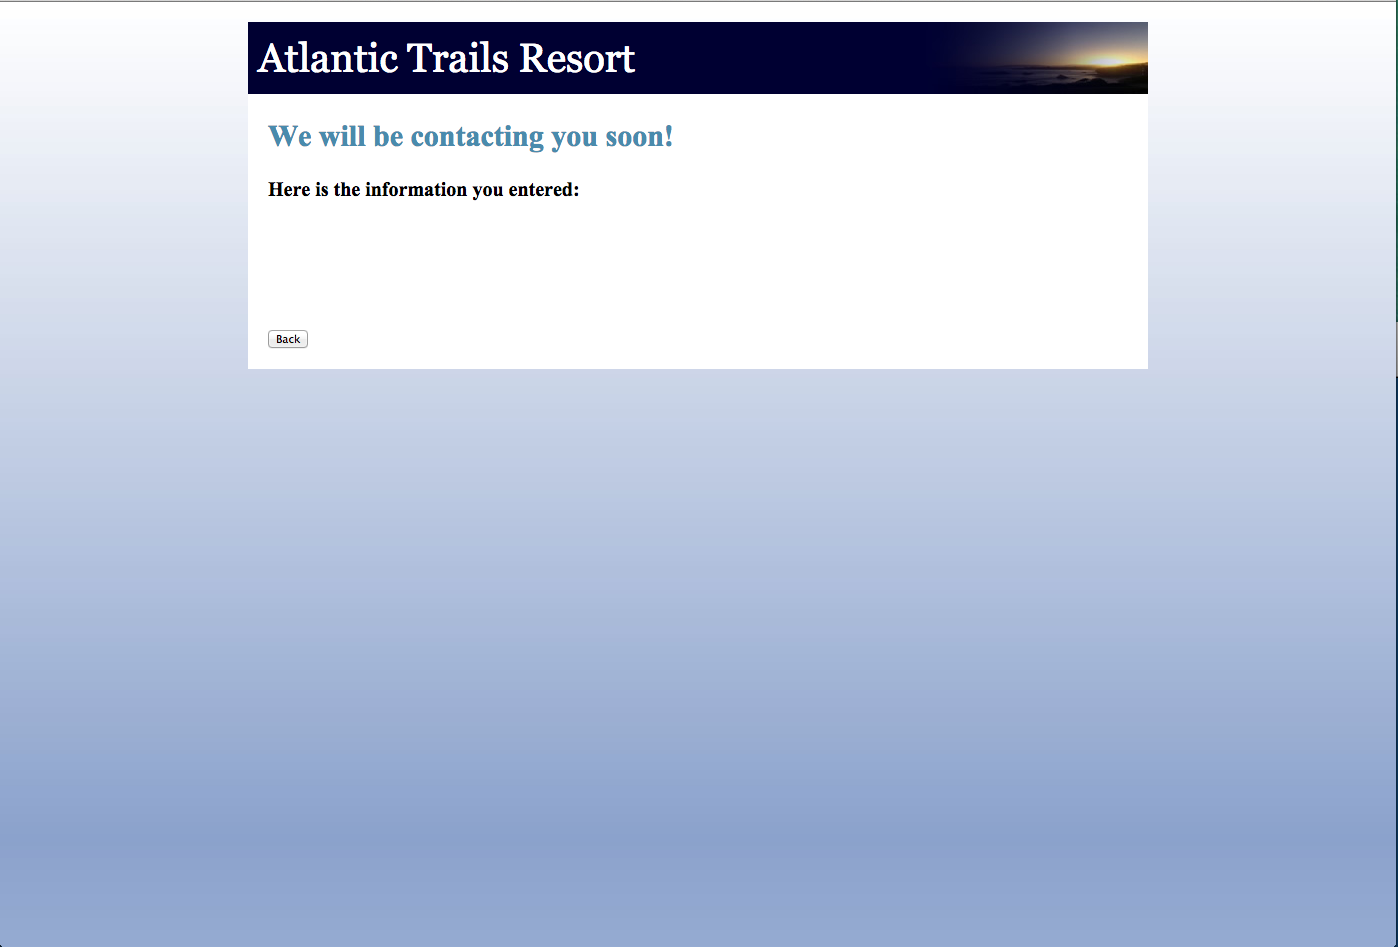 Atlantic Trails Resort
We will be contacting you soon!
Here is the information you entered:
Back